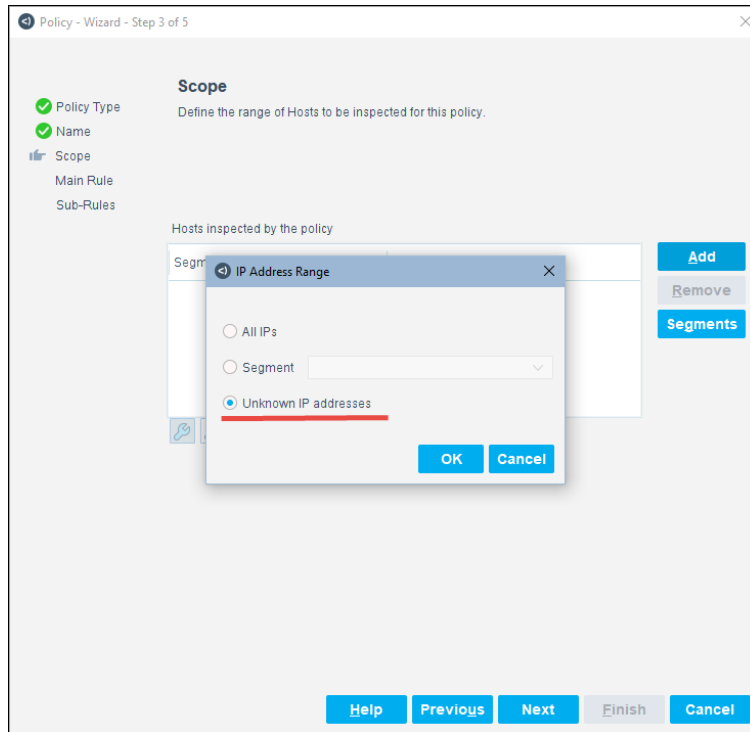 Policy - Wizard - Step 3 of 5
Scope
Define the range of Hosts to be inspected for this policy.
Policy Type
Name
Scope
Main Rule
Sub-Rules
Hosts inspected by the policy
Segm
Add
Remove
Segments
IP Address Range
All IPs
Segment
Unknown IP addresses
OK Cancel
Help Previous Next Finish Cancel